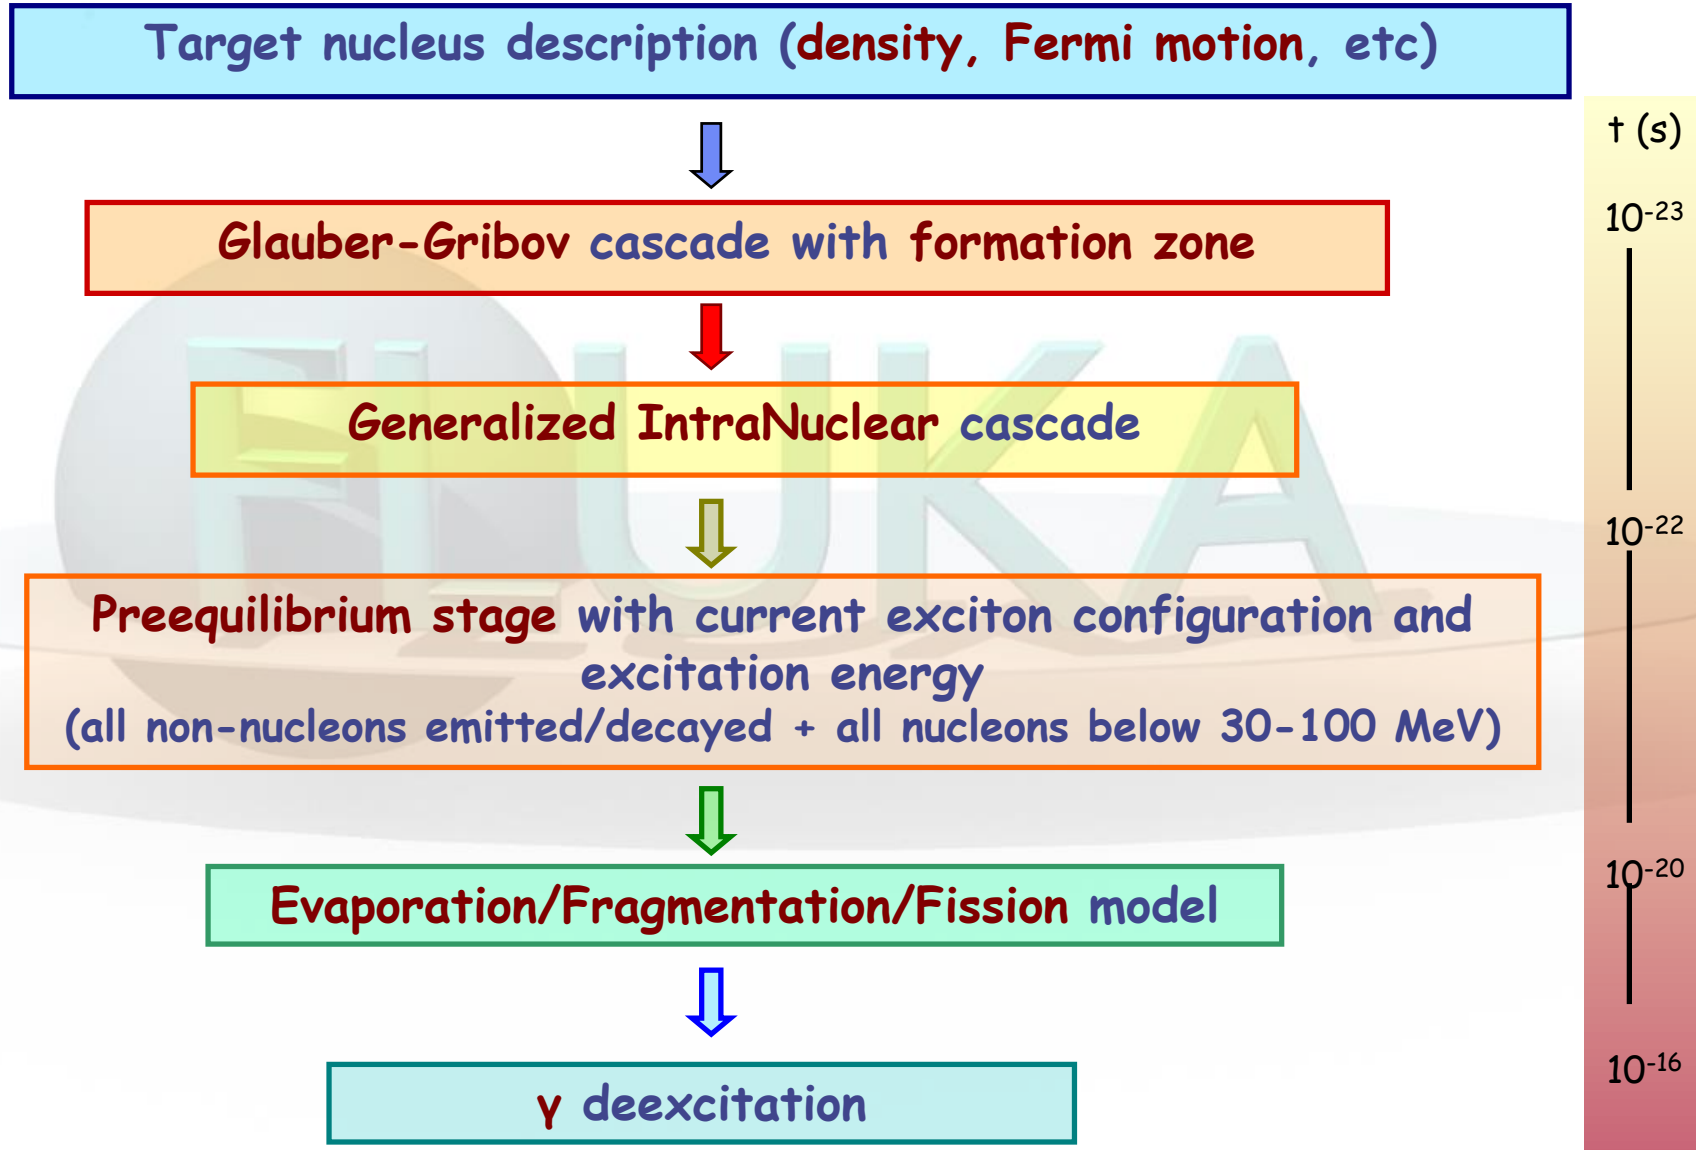 Target nucleus description (density, Fermi motion, etc)
t (s)
10⁻²³
Glauber-Gribov cascade with formation zone
FLUKA
Generalized IntraNuclear cascade
10⁻²²
Preequilibrium stage with current exciton configuration and
excitation energy
(all non-nucleons emitted/decayed + all nucleons below 30-100 MeV)
10⁻²⁰
Evaporation/Fragmentation/Fission model
10⁻¹⁶
γ deexcitation